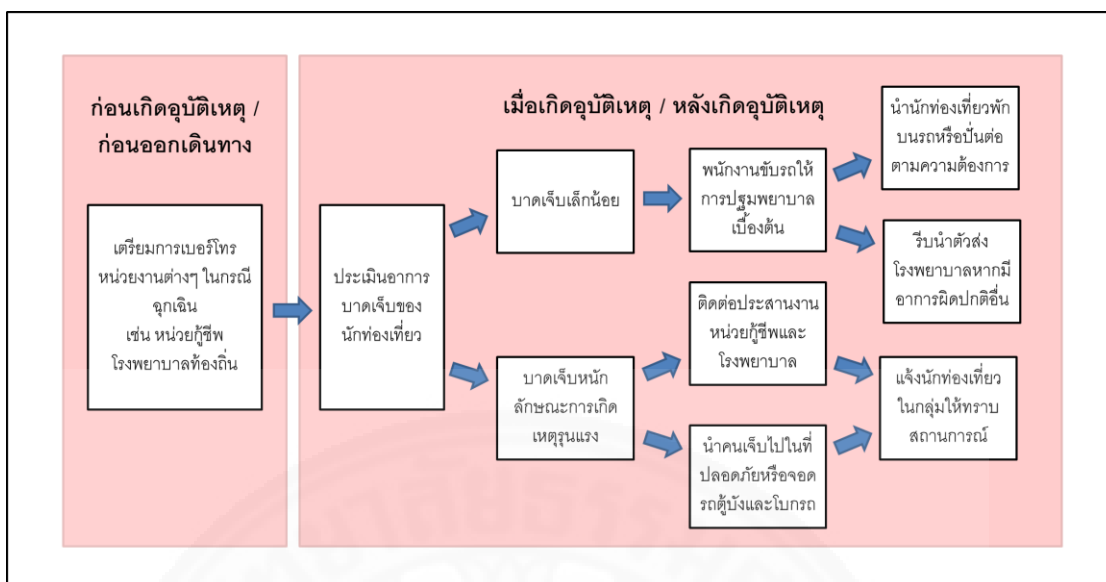 ก่อนเกิดอุบัติเหตุ /
ก่อนออกเดินทาง
เตรียมการเบอร์โทร
หน่วยงานต่างๆ ในกรณี
ฉุกเฉิน
เช่น หน่วยกู้ชีพ
โรงพยาบาลท้องถิ่น
เมื่อเกิดอุบัติเหตุ / หลังเกิดอุบัติเหตุ
ประเมินอาการ
บาดเจ็บของ
นักท่องเที่ยว
บาดเจ็บเล็กน้อย
พนักงานขับรถให้
การปฐมพยาบาล
เบื้องต้น
นำนักท่องเที่ยวพัก
บนรถหรือปั่นต่อ
ตามความต้องการ
รีบนำตัวส่ง
โรงพยาบาลหากมี
อาการผิดปกติอื่น
บาดเจ็บหนัก
ลักษณะการเกิด
เหตุรุนแรง
ติดต่อประสานงาน
หน่วยกู้ชีพและ
โรงพยาบาล
นำคนเจ็บไปในที่
ปลอดภัยหรือจอด
รถตู้บังและโบกรถ
แจ้งนักท่องเที่ยว
ในกลุ่มให้ทราบ
สถานการณ์